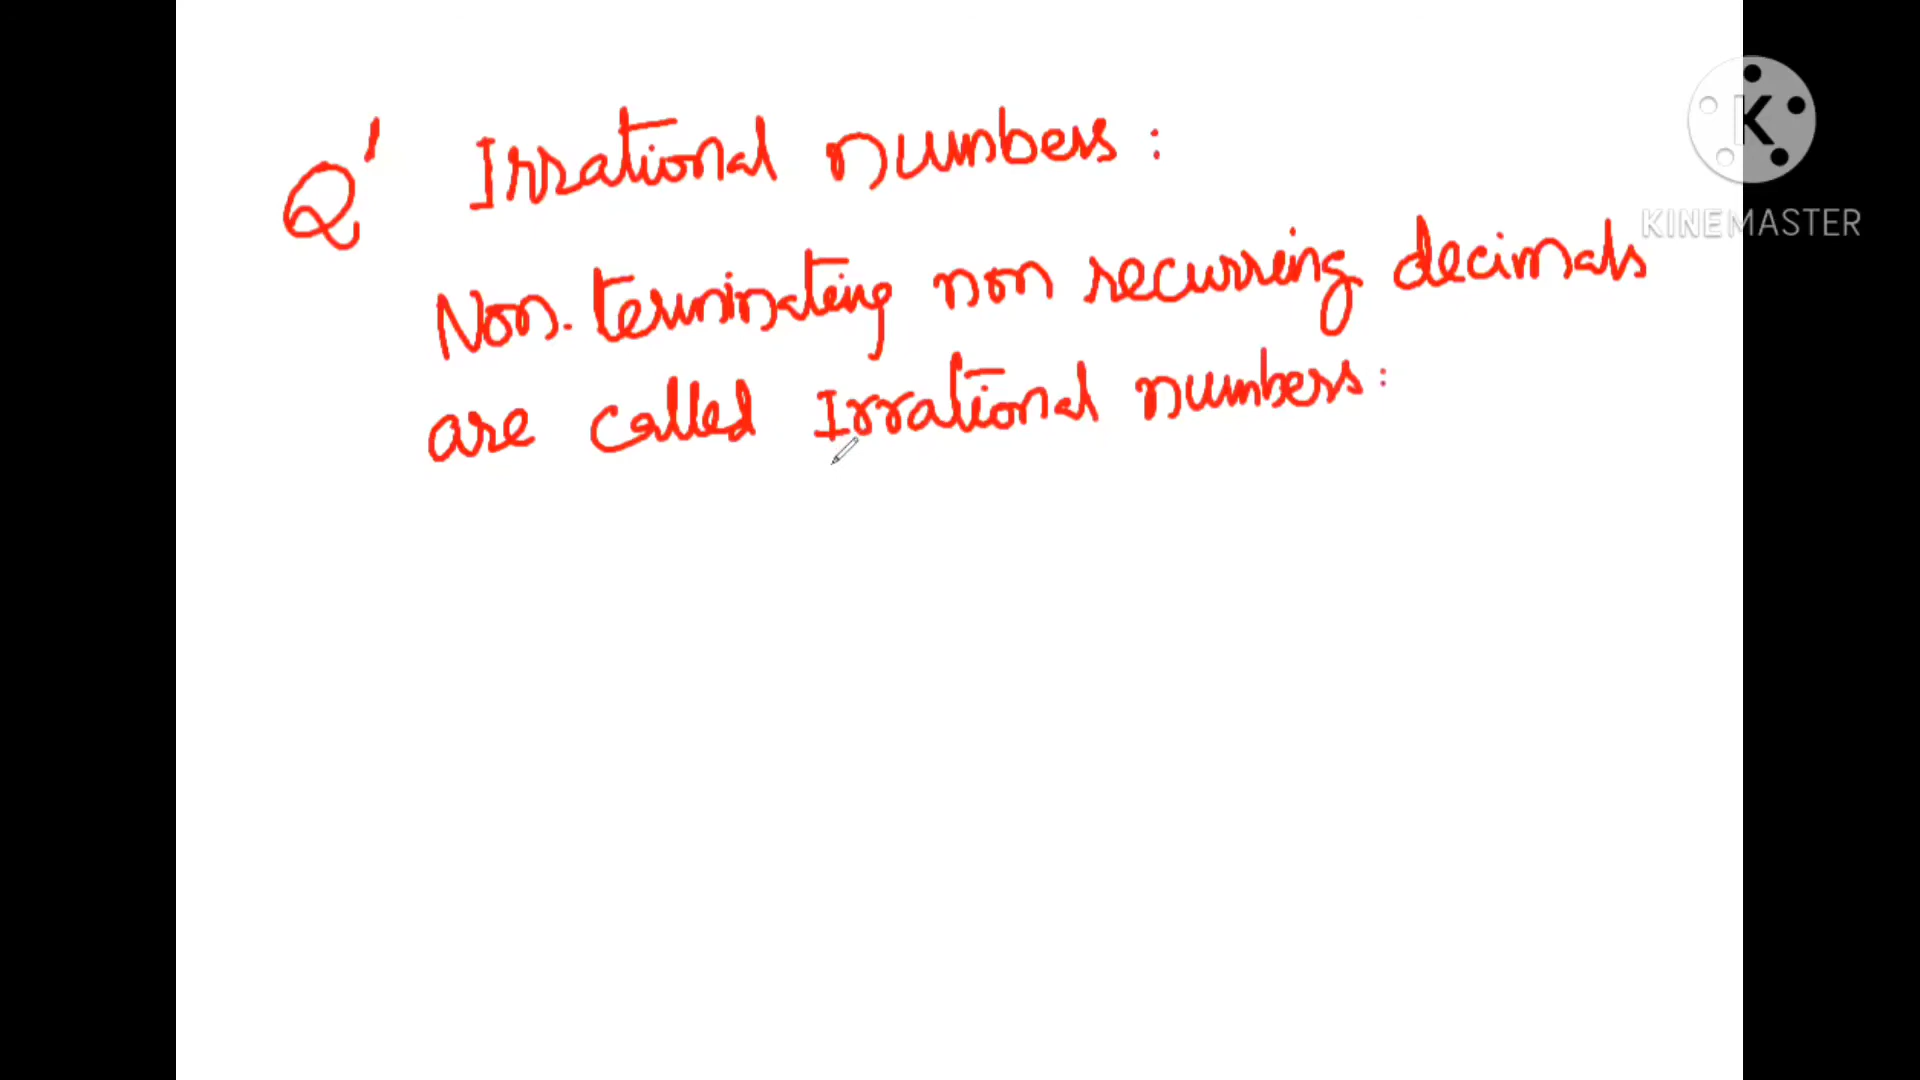 Q' Irrational numbers:
Non-terminating non recurring decimals
are called Irrational numbers:
K
KINEMASTER